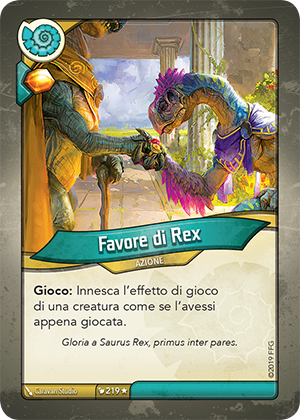 Favore di Rex
AZIONE
Gioco: Innesca l'effetto di gioco
di una creatura come se l'avessi
appena giocata.
Gloria a Saurus Rex, primus inter pares.
©2019 FFG
Caravan Studio
219